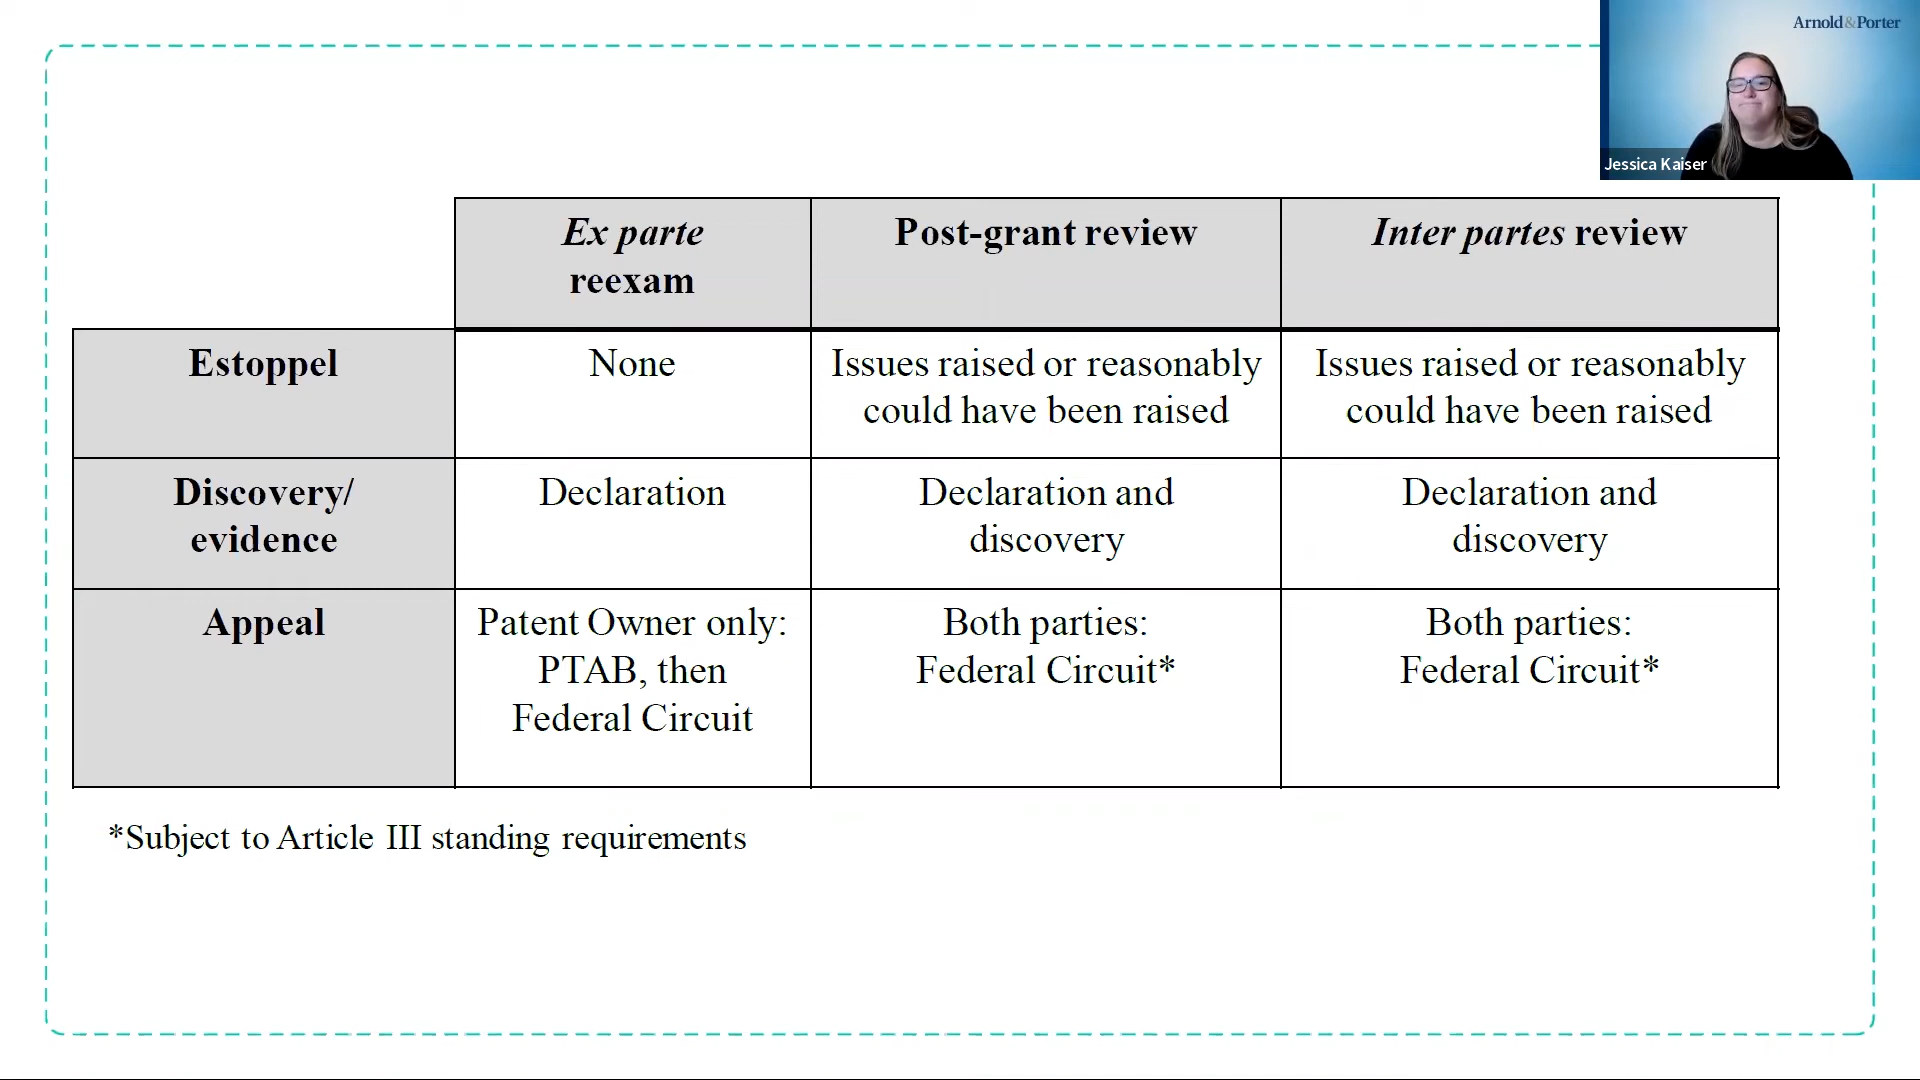 Arnold&Porter
Jessica Kaiser
Ex parte
reexam
Post-grant review
Inter partes review
Estoppel
None
Issues raised or reasonably
could have been raised
Issues raised or reasonably
could have been raised
Discovery/
evidence
Declaration
Declaration and
discovery
Declaration and
discovery
Appeal
Patent Owner only:
PTAB, then
Federal Circuit
Both parties:
Federal Circuit*
Both parties:
Federal Circuit*
*Subject to Article III standing requirements